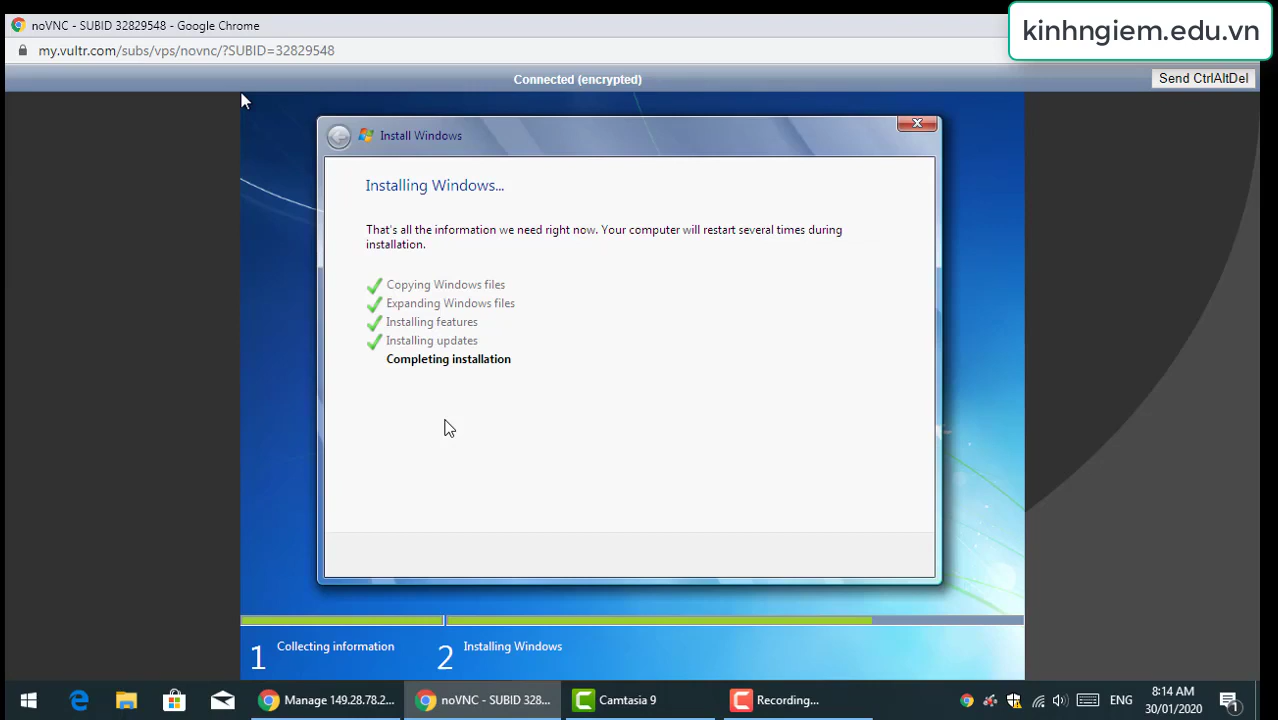 noVNC - SUBID 32829548 - Google Chrome
kinhngiem.edu.vn
my.vultr.com/subs/vps/novnc/?SUBID=32829548
Connected (encrypted)
Send CtrlAltDel
Install Windows
Installing Windows...
That's all the information we need right now. Your computer will restart several times during
installation.
Copying Windows files
Expanding Windows files
Installing features
Installing updates
Completing installation
1 Collecting information
2 Installing Windows
Manage 149.28.78.2...
noVNC - SUBID 328...
Camtasia 9
Recording...
ENG
8:14 AM
30/01/2020
1